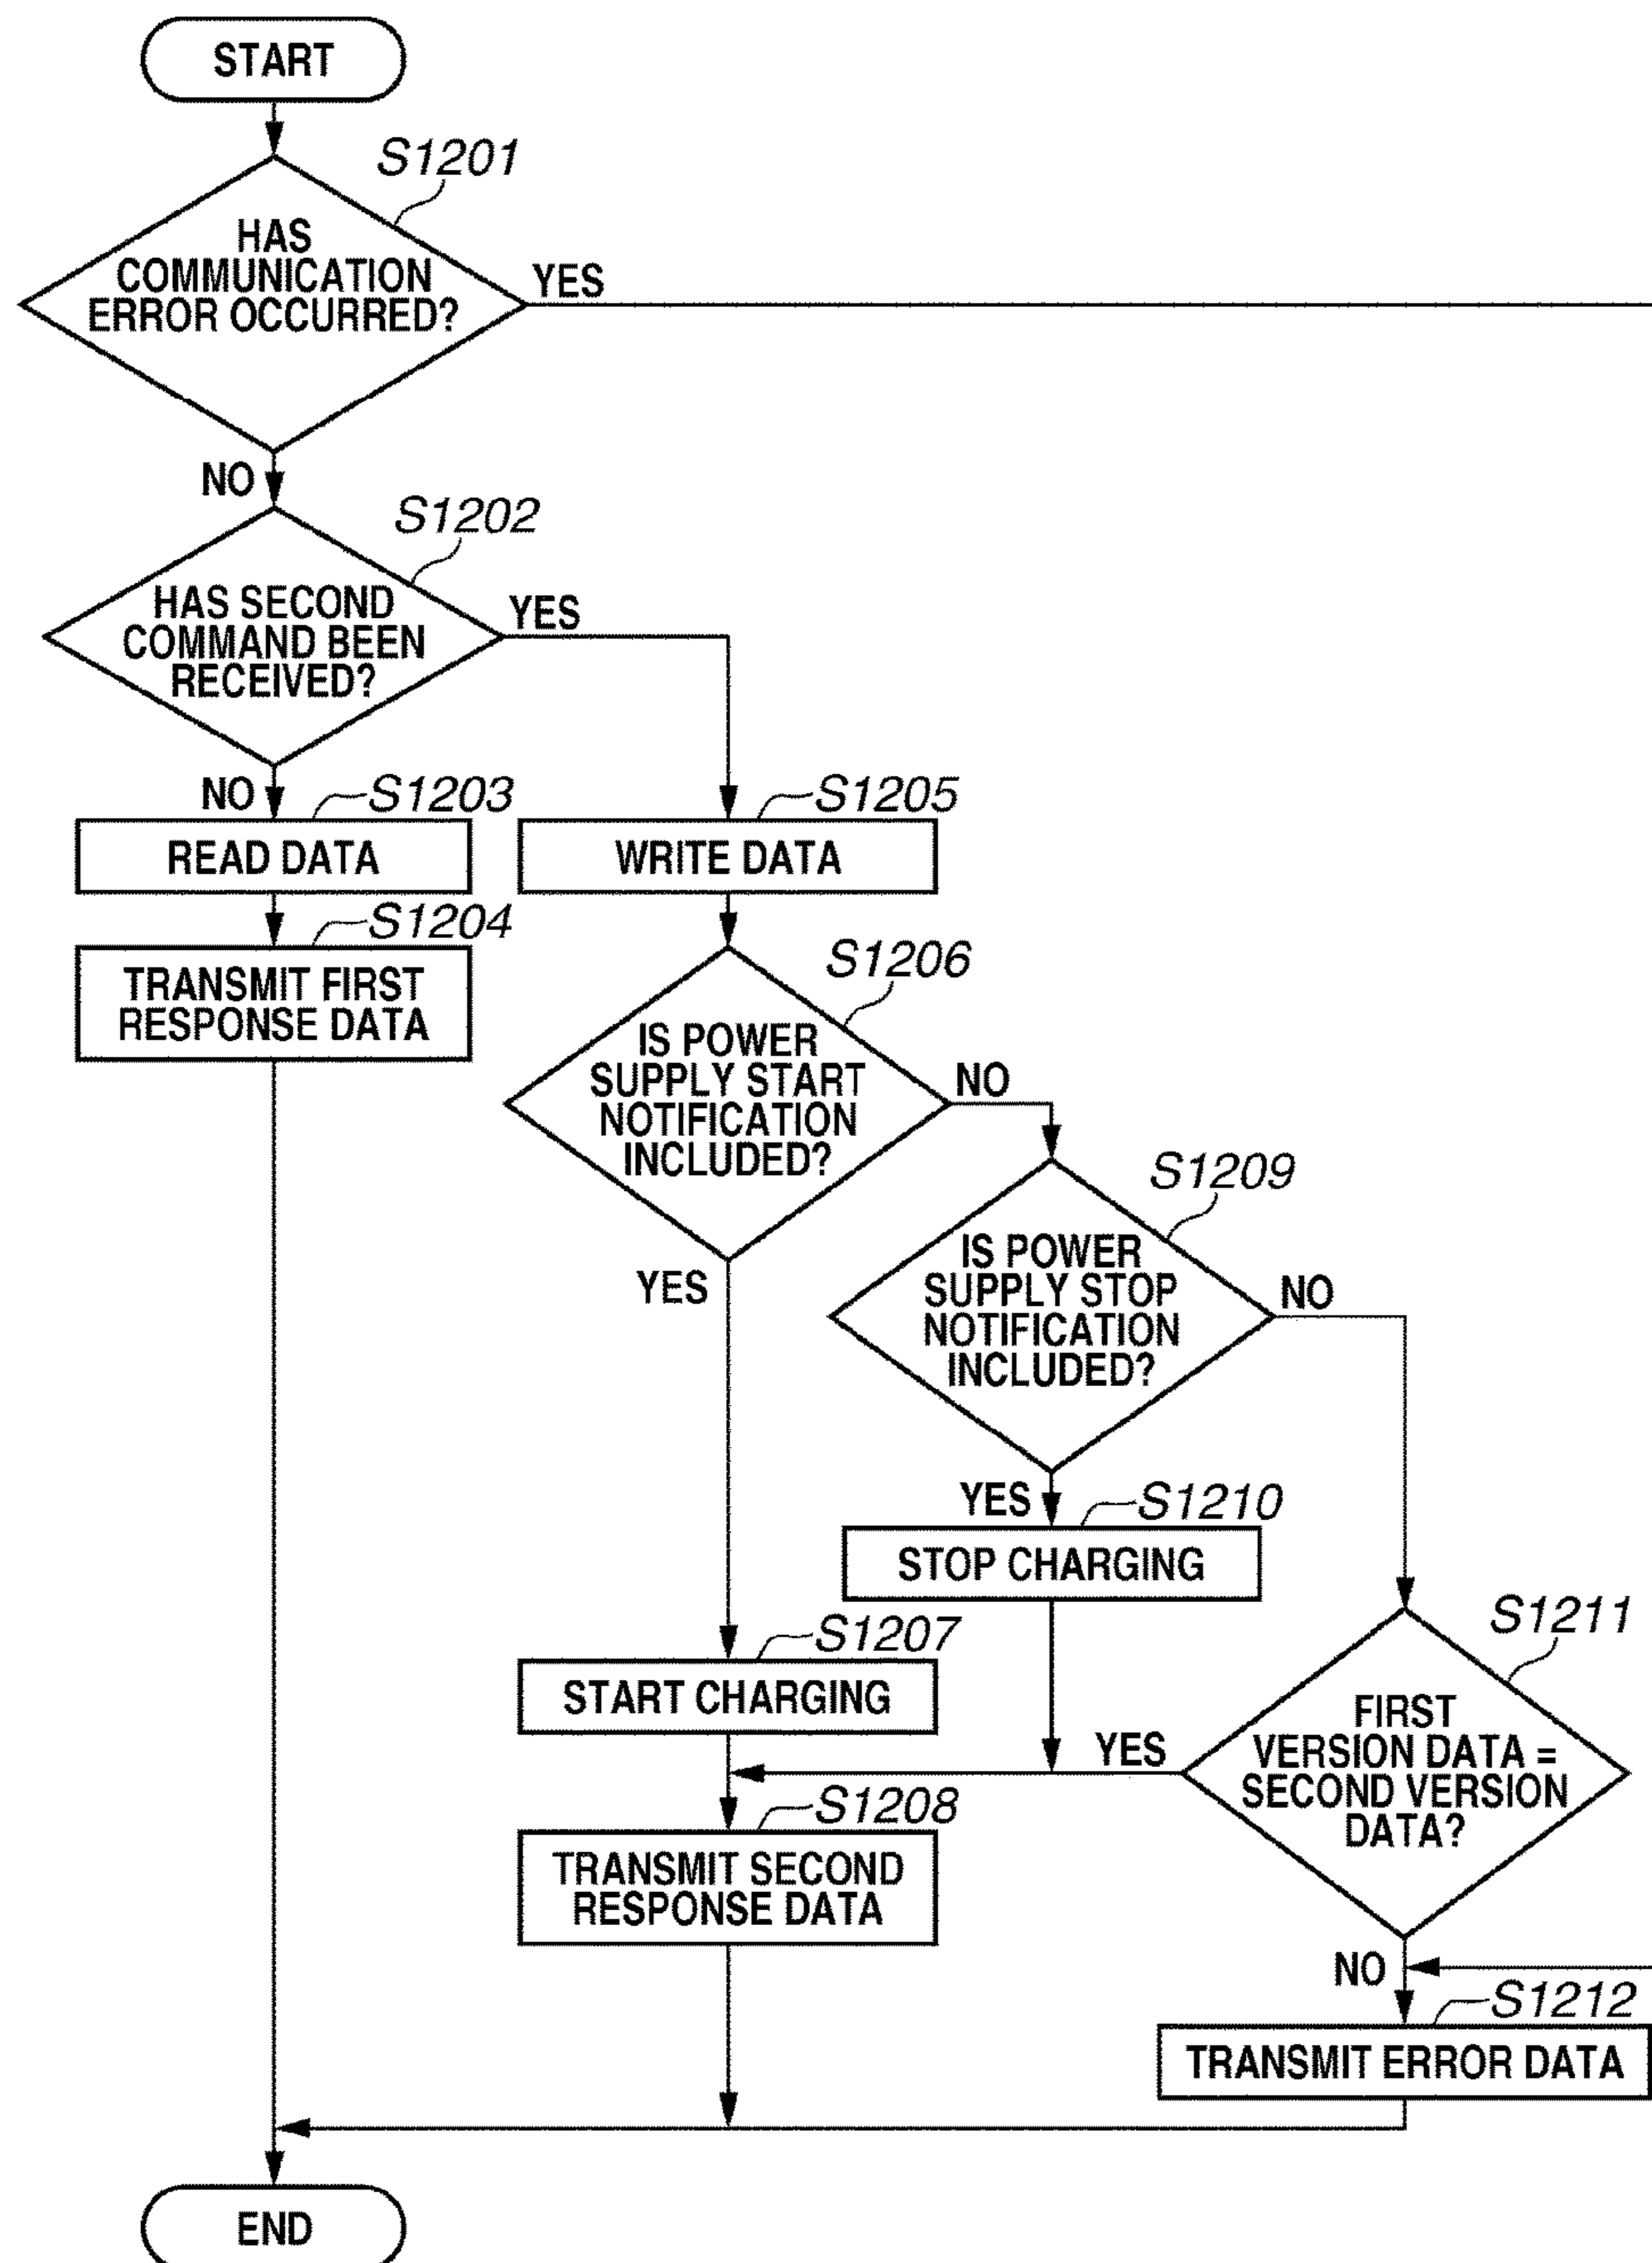 START
S1201
HAS
COMMUNICATION
ERROR OCCURRED?
YES
NO
S1202
HAS SECOND
COMMAND BEEN
RECEIVED?
YES
NO
S1203
READ DATA
S1205
WRITE DATA
S1204
TRANSMIT FIRST
RESPONSE DATA
S1206
IS POWER
SUPPLY START
NOTIFICATION
INCLUDED?
NO
YES
S1209
IS POWER
SUPPLY STOP
NOTIFICATION
INCLUDED?
NO
YES
S1210
STOP CHARGING
S1207
START CHARGING
S1211
FIRST
VERSION DATA =
SECOND VERSION
DATA?
YES
NO
S1208
TRANSMIT SECOND
RESPONSE DATA
S1212
TRANSMIT ERROR DATA
END